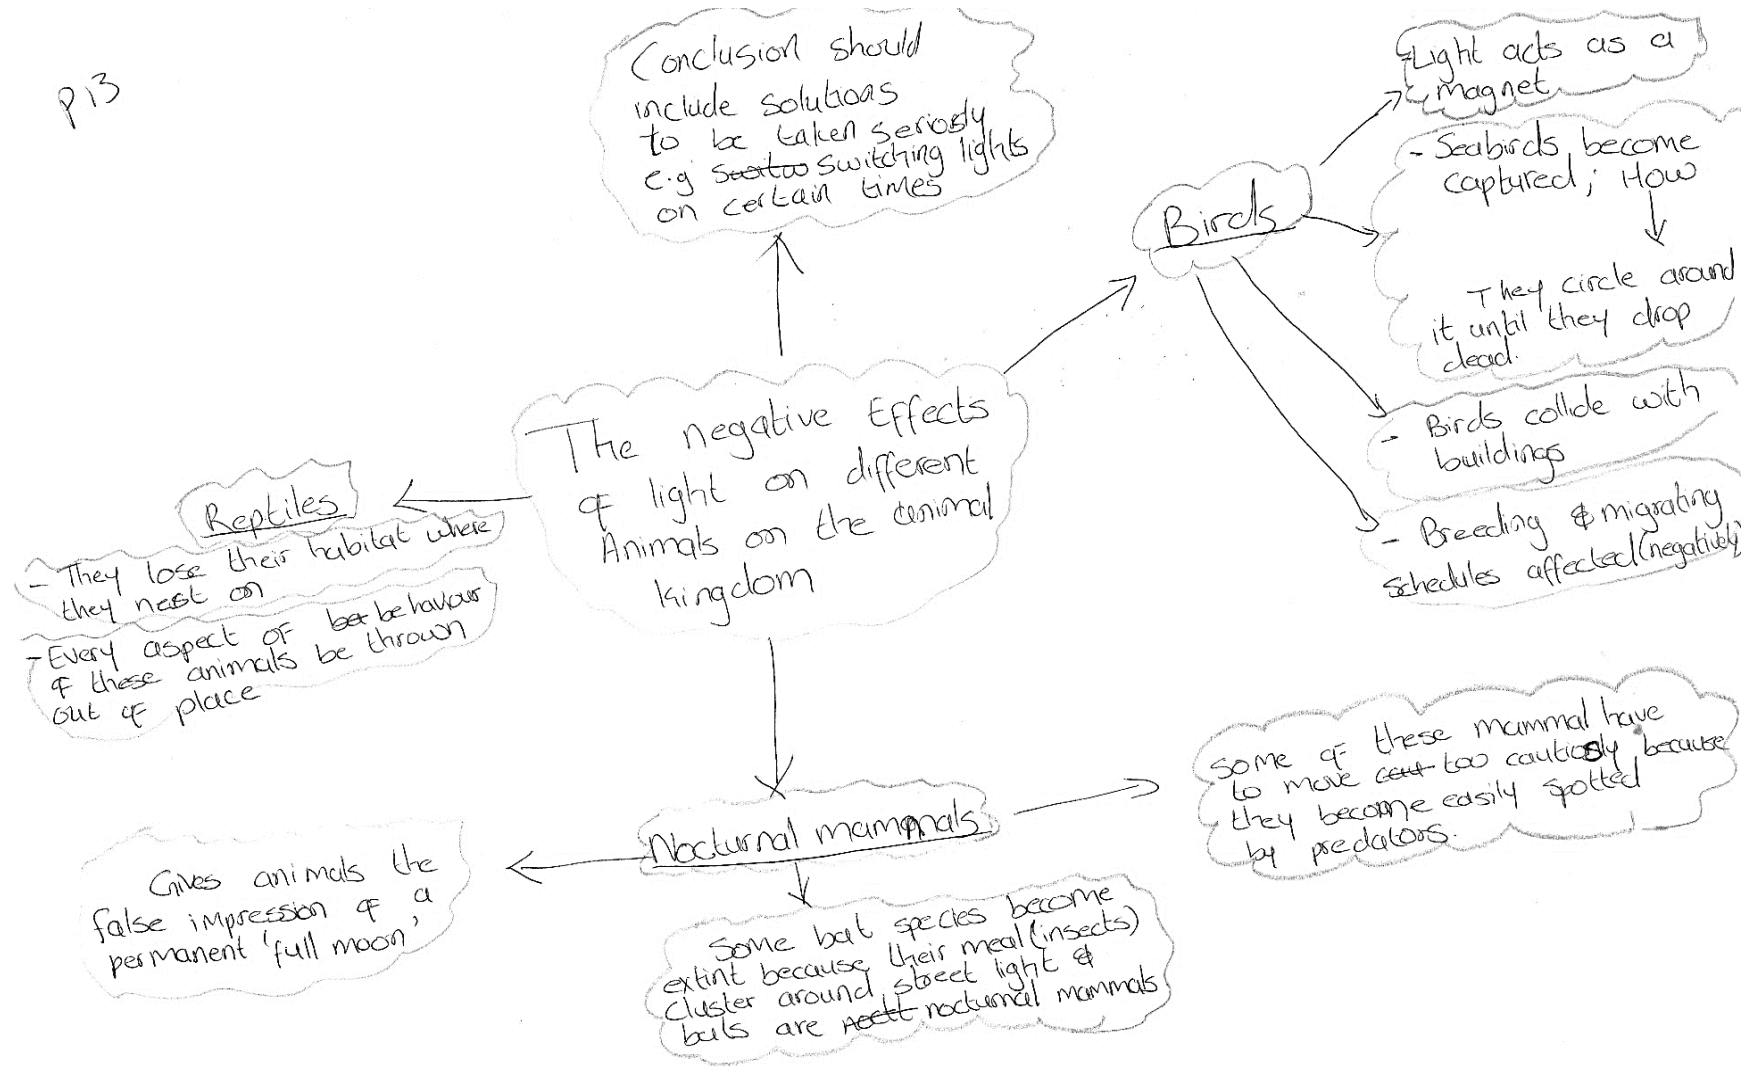 P13
Conclusion should
include solutions
to be taken seriosly
e.g switching lights
on certain times
Light acts as a
magnet
Birds
- Seabirds become
captured; How
They circle around
it until they drop
dead.
- Birds collide with
buildings
- Breeding & migrating
schedules affected (negatively)
The negative Effects
of light on different
Animals on the animal
kingdom
Reptiles
- They lose their habitat where
they nest on
- Every aspect of behaviour
of these animals be thrown
out of place
Nocturnal mammals
some of these mammal have
to move too cautiosly because
they become easily spotted
by predators.
Gives animals the
false impression of a
permanent 'full moon'
Some bat species become
extint because their meal (insects)
cluster around street light &
bats are nocturnal mammals